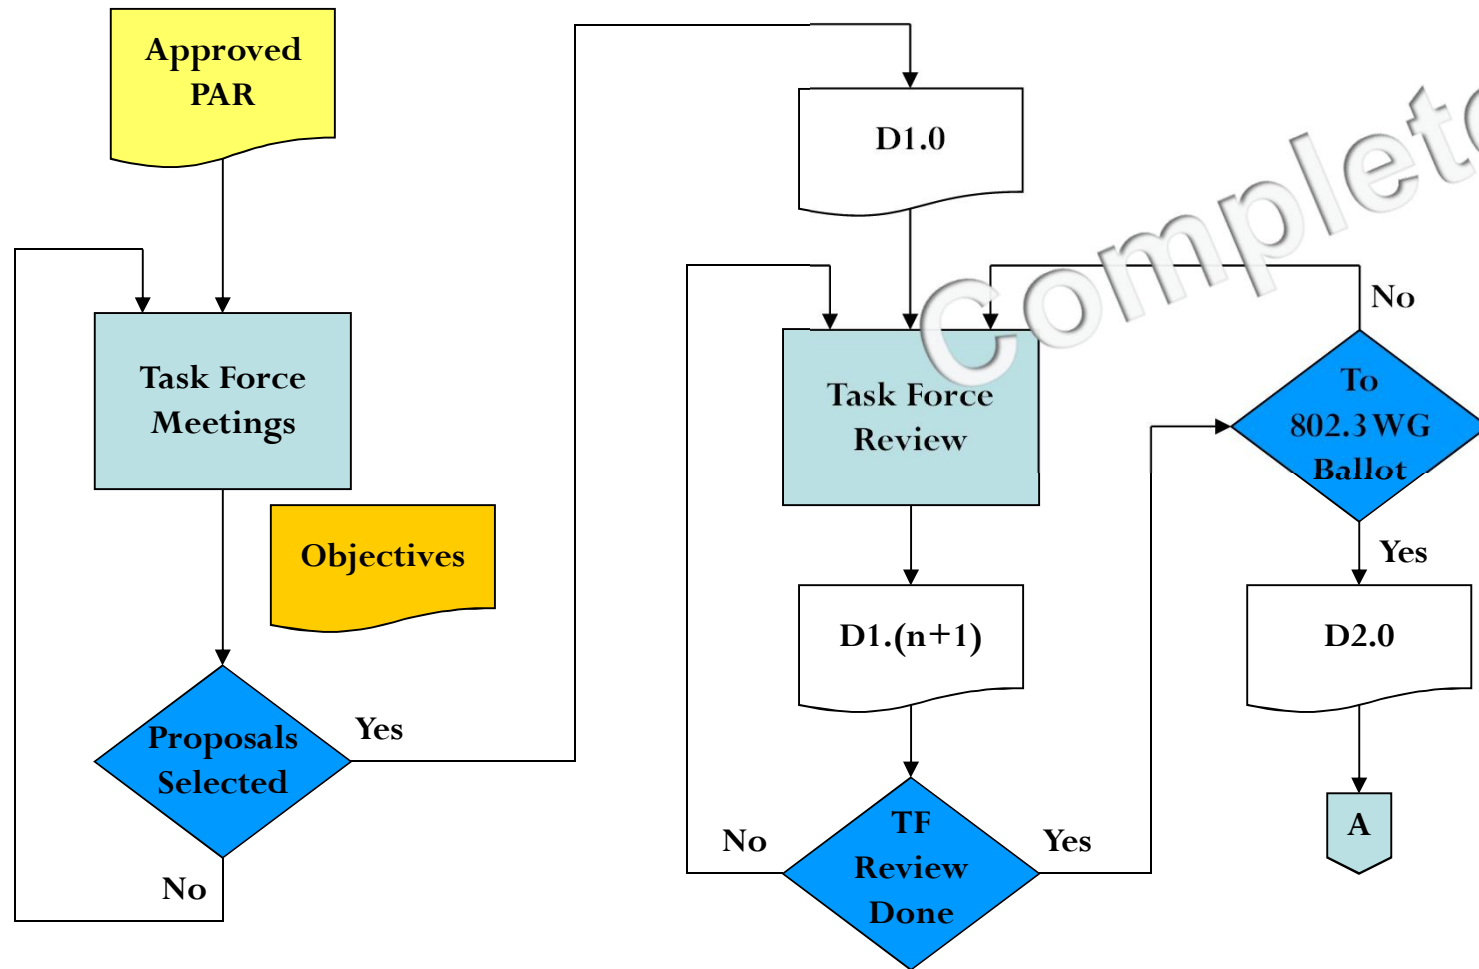 Approved
PAR
Task Force
Meetings
Objectives
Proposals
Selected
Yes
No
D1.0
Task Force
Review
D1.(n+1)
TF
Review
Done
No
Yes
To
802.3 WG
Ballot
No
Yes
D2.0
A
Complete